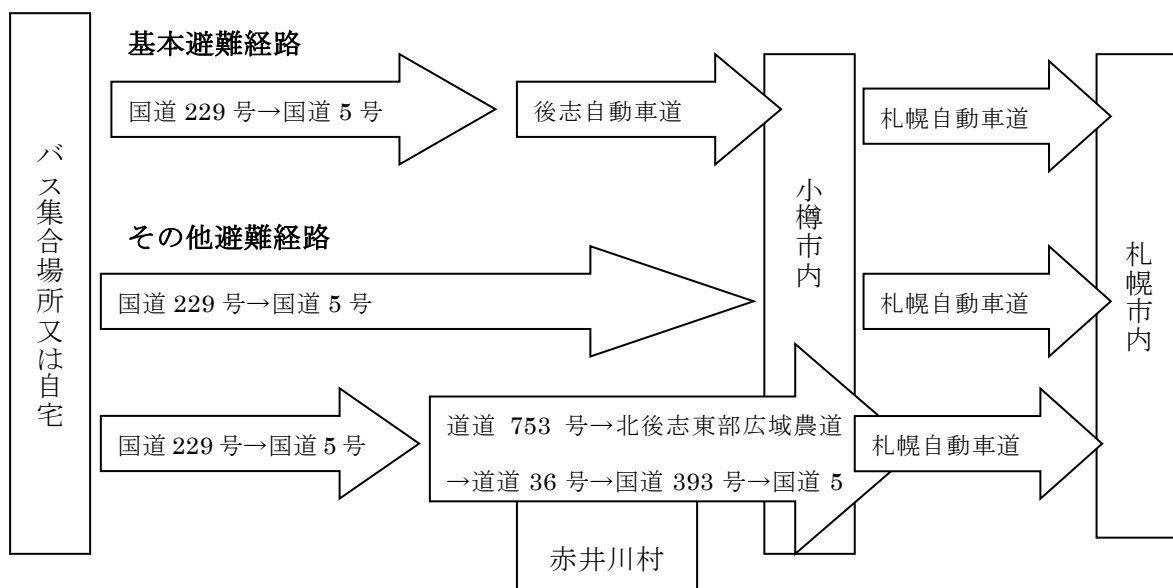 バス集合場所又は自宅
基本避難経路
国道 229 号→国道 5 号
後志自動車道
小樽市内
札幌自動車道
札幌市内
その他避難経路
国道 229 号→国道 5 号
札幌自動車道
国道 229 号→国道 5 号
道道 753 号→北後志東部広域農道
→道道 36 号→国道 393 号→国道 5
札幌自動車道
赤井川村